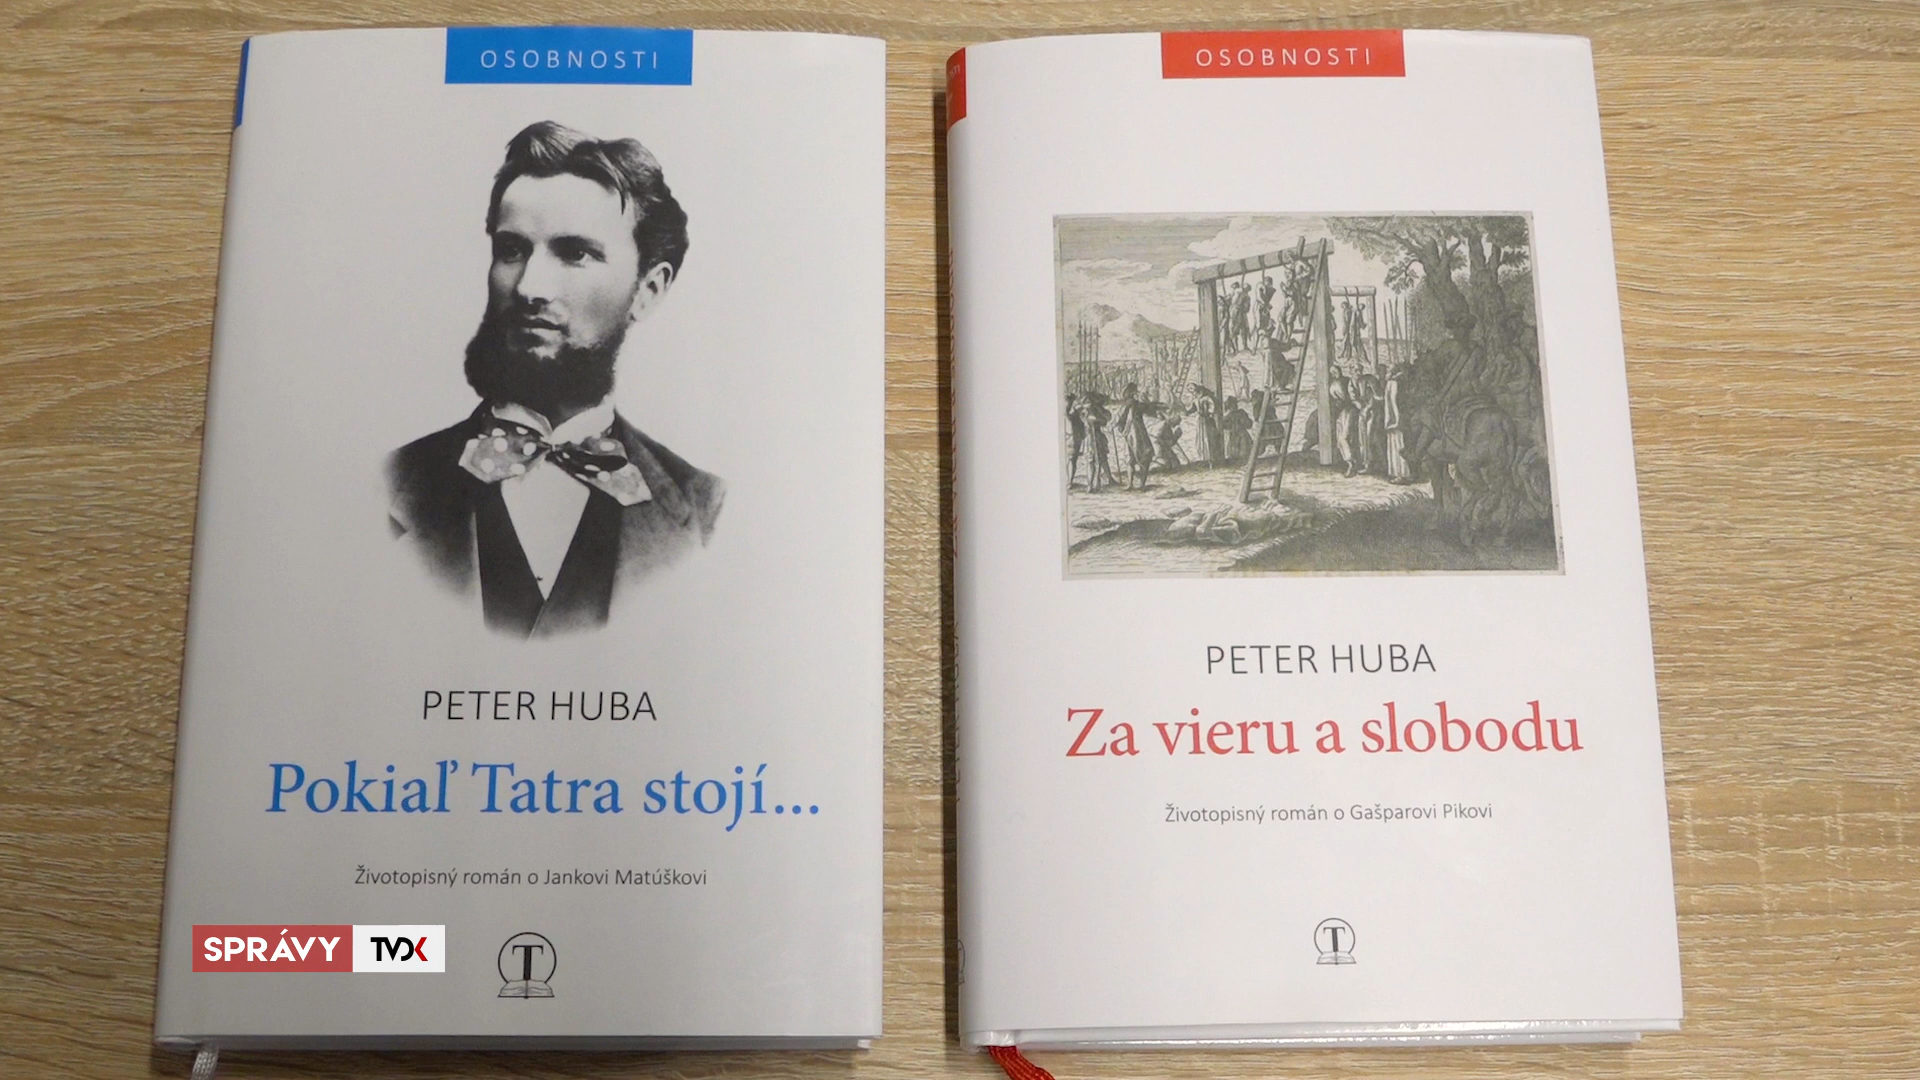 OSOBNOSTI
PETER HUBA
Pokiaľ Tatra stojí...
Životopisný román o Jankovi Matúškovi
T
SPRÁVY TVDK
OSOBNOSTI
PETER HUBA
Za vieru a slobodu
Životopisný román o Gašparovi Pikovi
T